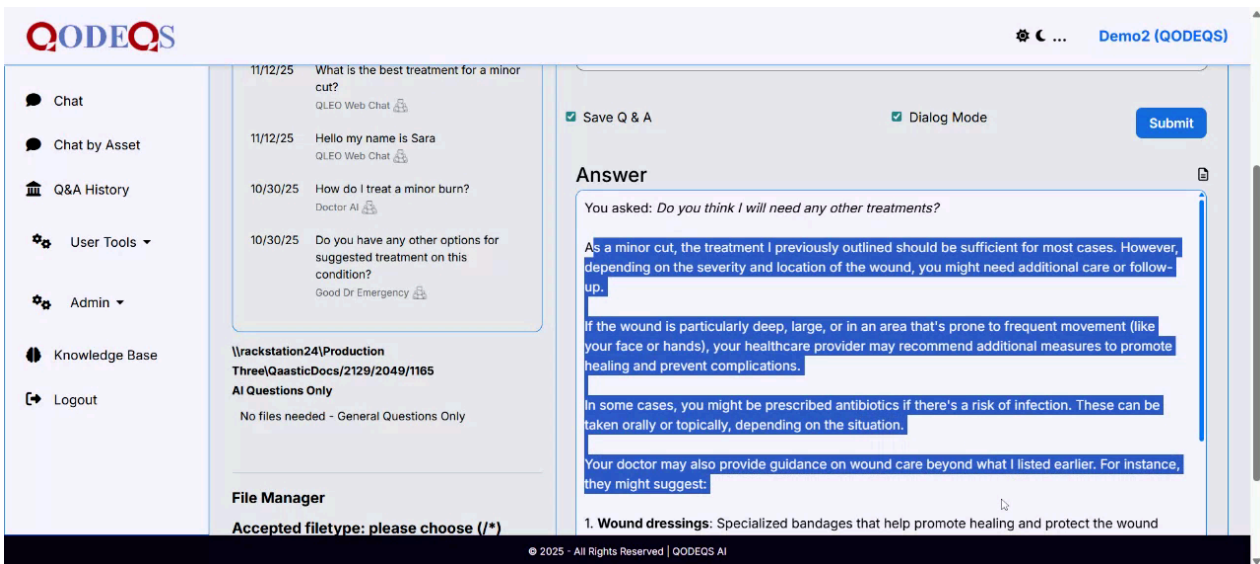 QODEQS
Demo2 (QODEQS)
Chat
Chat by Asset
Q&A History
User Tools
Admin
Knowledge Base
Logout
11/12/25 What is the best treatment for a minor
cut?
QLEO Web Chat
11/12/25 Hello my name is Sara
QLEO Web Chat
10/30/25 How do I treat a minor burn?
Doctor AI
10/30/25 Do you have any other options for
suggested treatment on this
condition?
Good Dr Emergency
\\rackstation24\Production
Three\QaasticDocs/2129/2049/1165
AI Questions Only
No files needed - General Questions Only
File Manager
Accepted filetype: please choose (/*)
Save Q & A
Dialog Mode
Submit
Answer
You asked: Do you think I will need any other treatments?
As a minor cut, the treatment I previously outlined should be sufficient for most cases. However,
depending on the severity and location of the wound, you might need additional care or follow-
up.
If the wound is particularly deep, large, or in an area that's prone to frequent movement (like
your face or hands), your healthcare provider may recommend additional measures to promote
healing and prevent complications.
In some cases, you might be prescribed antibiotics if there's a risk of infection. These can be
taken orally or topically, depending on the situation.
Your doctor may also provide guidance on wound care beyond what I listed earlier. For instance,
they might suggest:
1. Wound dressings: Specialized bandages that help promote healing and protect the wound
© 2025 - All Rights Reserved | QODEQS AI